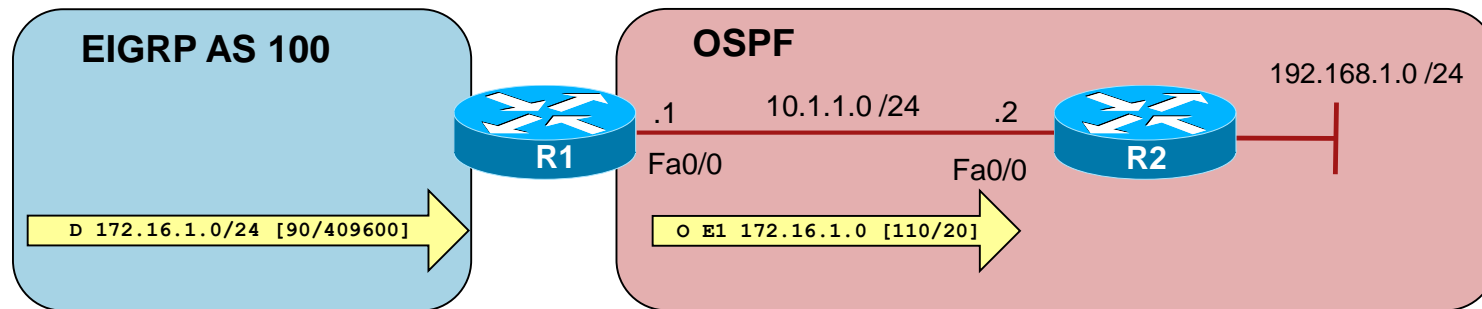 EIGRP AS 100
OSPF
192.168.1.0 /24
.1
10.1.1.0 /24
.2
R1
R2
Fa0/0
Fa0/0
D 172.16.1.0/24 [90/409600]
O E1 172.16.1.0 [110/20]